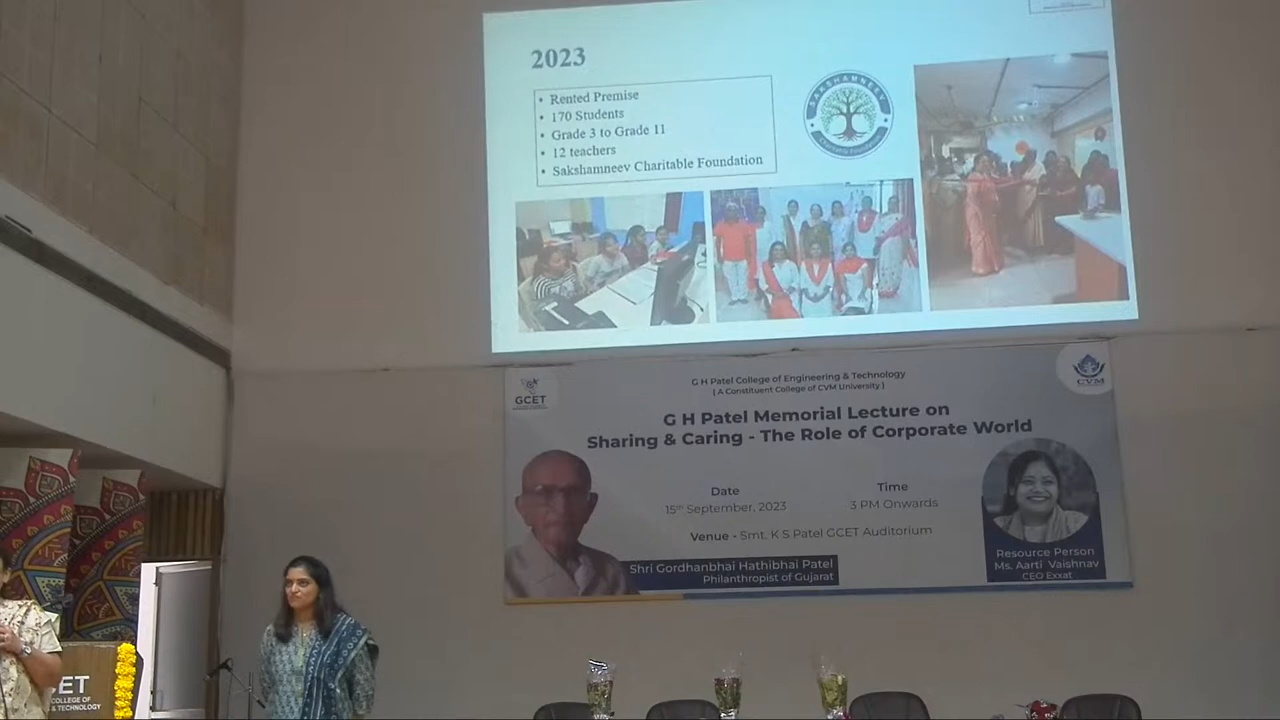 2023
• Rented Premise
• 170 Students
• Grade 3 to Grade 11
• 12 teachers
• Sakshamneev Charitable Foundation
SAKSHAMNEEV
Charitable Foundation
GCET
G H Patel College of Engineering & Technology
[ A Constituent College of CVM University ]
CVM
G H Patel Memorial Lecture on
Sharing & Caring - The Role of Corporate World
Date
Time
15th September, 2023
3 PM Onwards
Venue - Smt. K S Patel GCET Auditorium
Shri Gordhanbhai Hathibhai Patel
Philanthropist of Gujarat
Resource Person
Ms. Aarti Vaishnav
CEO Exxat
CET
COLLEGE OF
& TECHNOLOGY